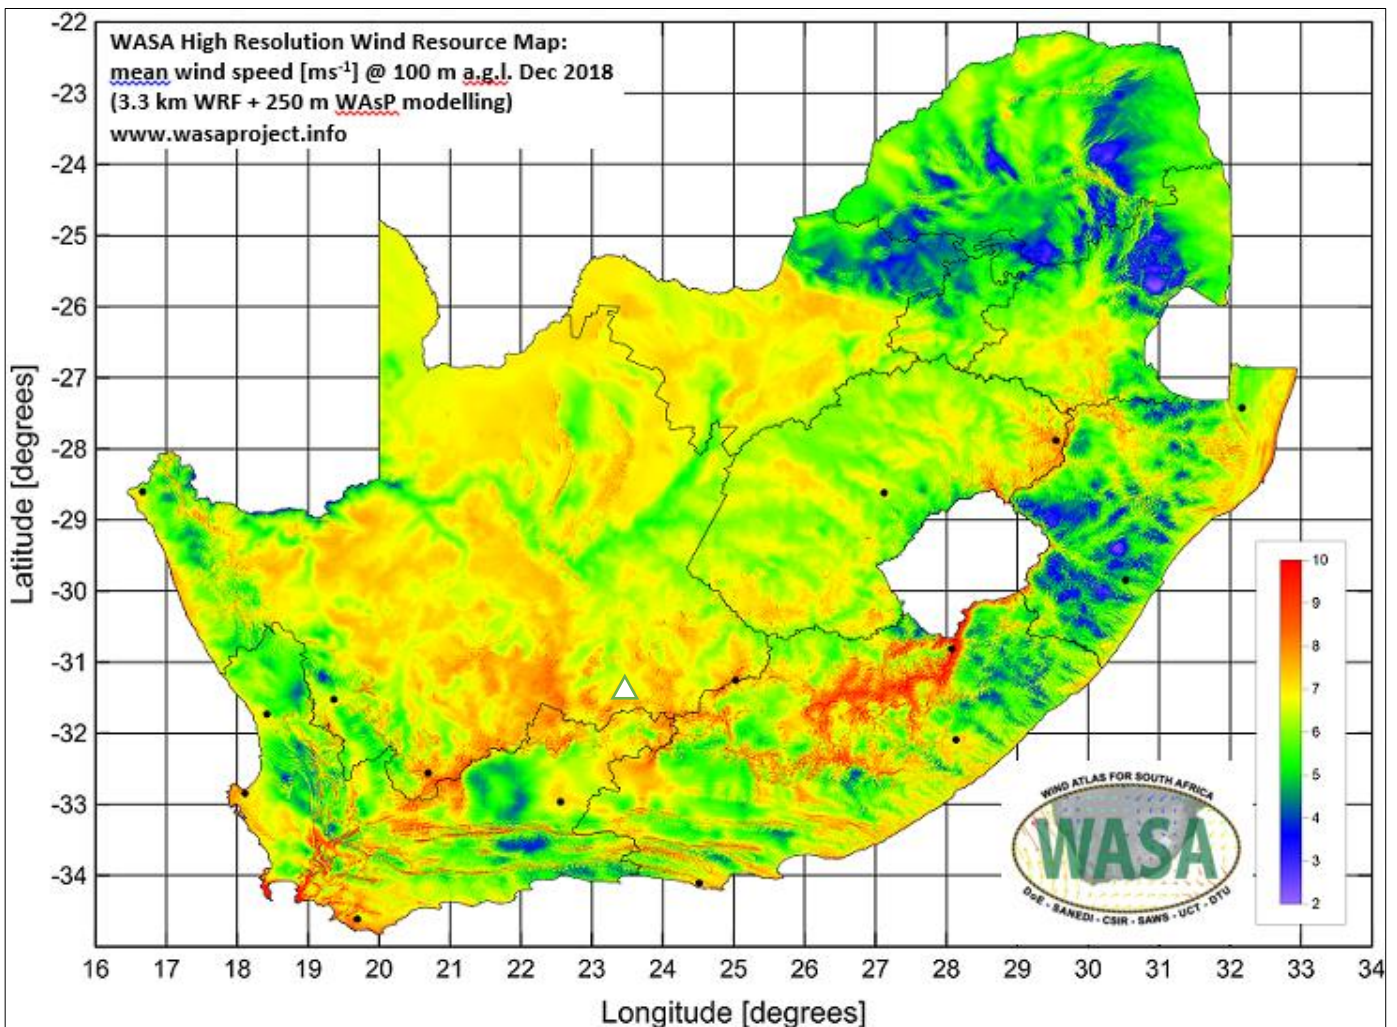 WASA High Resolution Wind Resource Map:
mean wind speed [ms⁻¹] @ 100 m a.g.l. Dec 2018
(3.3 km WRF + 250 m WAsP modelling)
www.wasaproject.info
-22
-23
-24
-25
-26
-27
-28
-29
-30
-31
-32
-33
-34
Latitude [degrees]
10
9
8
7
6
5
4
3
2
WIND ATLAS FOR SOUTH AFRICA
WASA
DoE - SANEDI - CSIR - SAWS - UCT - DTU
16 17 18 19 20 21 22 23 24 25 26 27 28 29 30 31 32 33 34
Longitude [degrees]